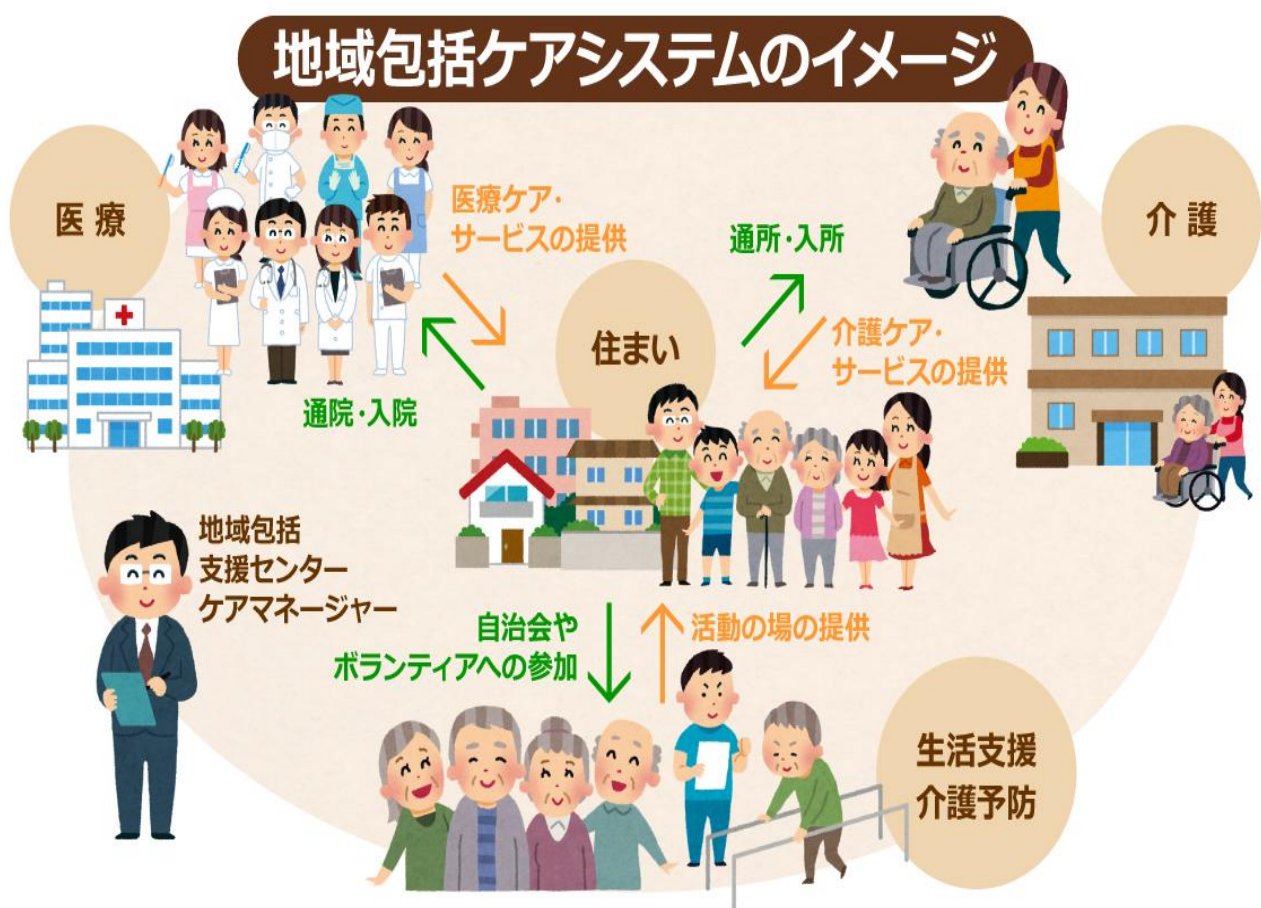 地域包括ケアシステムのイメージ
医療
医療ケア・
サービスの提供
通院・入院
住まい
通所・入所
介護ケア・
サービスの提供
介護
地域包括
支援センター
ケアマネージャー
自治会や
ボランティアへの参加
活動の場の提供
生活支援
介護予防